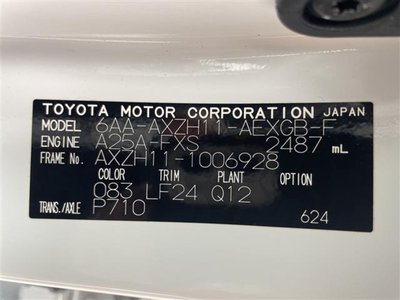 TOYOTA MOTOR CORPORATION JAPAN
MODEL 6AA-AXZH11-AEXGB-F
ENGINE A25A-FXS 2487 mL
FRAME No. AXZH11-1006928
COLOR TRIM PLANT OPTION
083 LF24 Q12
TRANS./AXLE P710
624